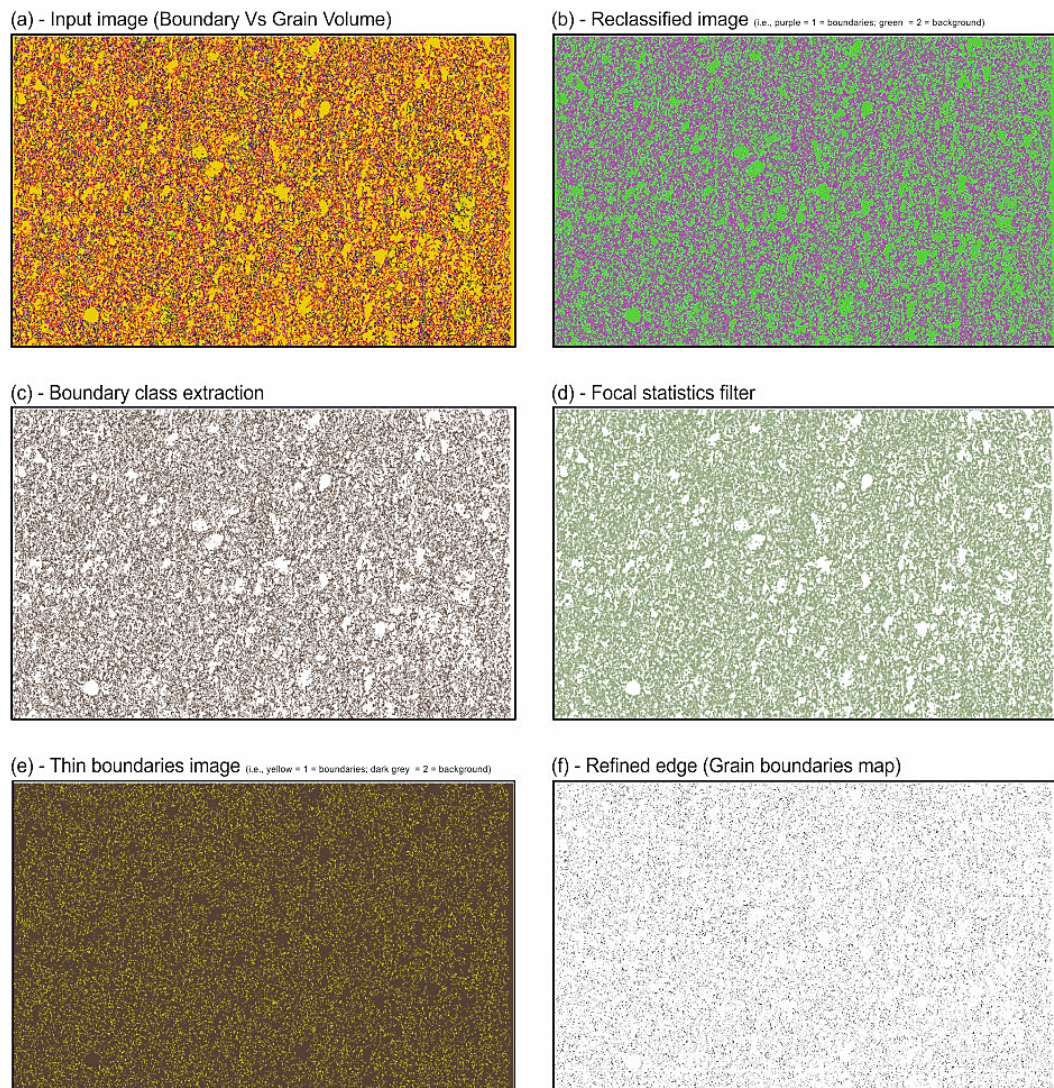 (a) - Input image (Boundary Vs Grain Volume)
(b) - Reclassified image (i.e., purple = 1 = boundaries; green = 2 = background)
(c) - Boundary class extraction
(d) - Focal statistics filter
(e) - Thin boundaries image (i.e., yellow = 1 = boundaries; dark grey = 2 = background)
(f) - Refined edge (Grain boundaries map)